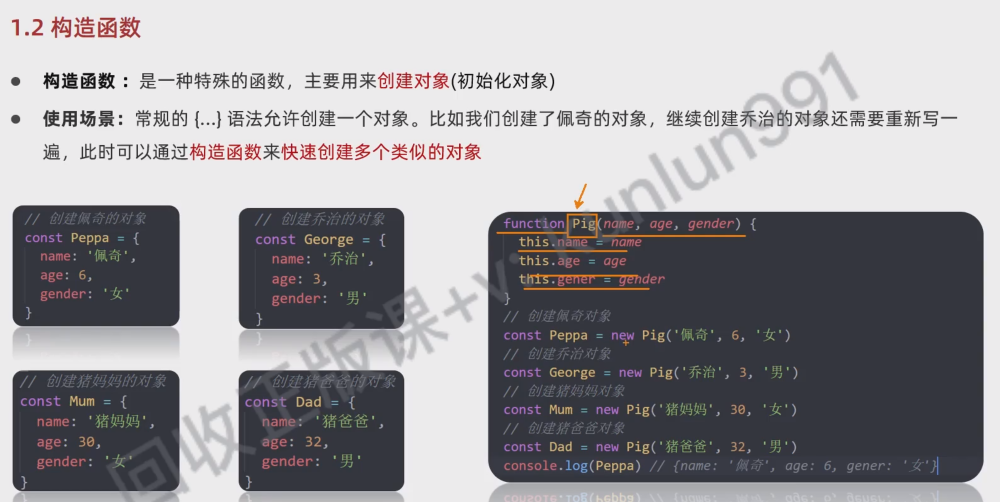 1.2 构造函数
构造函数 ：是一种特殊的函数，主要用来创建对象(初始化对象)
使用场景：常规的 {...} 语法允许创建一个对象。比如我们创建了佩奇的对象，继续创建乔治的对象还需要重新写一
遍，此时可以通过构造函数来快速创建多个类似的对象
// 创建佩奇的对象
const Peppa = {
name: '佩奇',
age: 6,
gender: '女'
}
// 创建乔治的对象
const George = {
name: '乔治',
age: 3,
gender: '男'
}
// 创建猪妈妈的对象
const Mum = {
name: '猪妈妈',
age: 30,
gender: '女'
}
// 创建猪爸爸的对象
const Dad = {
name: '猪爸爸',
age: 32,
gender: '男'
}
function Pig(name, age, gender) {
this.name = name
this.age = age
this.gener = gender
}
// 创建佩奇对象
const Peppa = new Pig('佩奇', 6, '女')
// 创建乔治对象
const George = new Pig('乔治', 3, '男')
// 创建猪妈妈对象
const Mum = new Pig('猪妈妈', 30, '女')
// 创建猪爸爸对象
const Dad = new Pig('猪爸爸', 32, '男')
console.log(Peppa) // {name: '佩奇', age: 6, gener: '女'}
回收正版课+v:Kunlun991